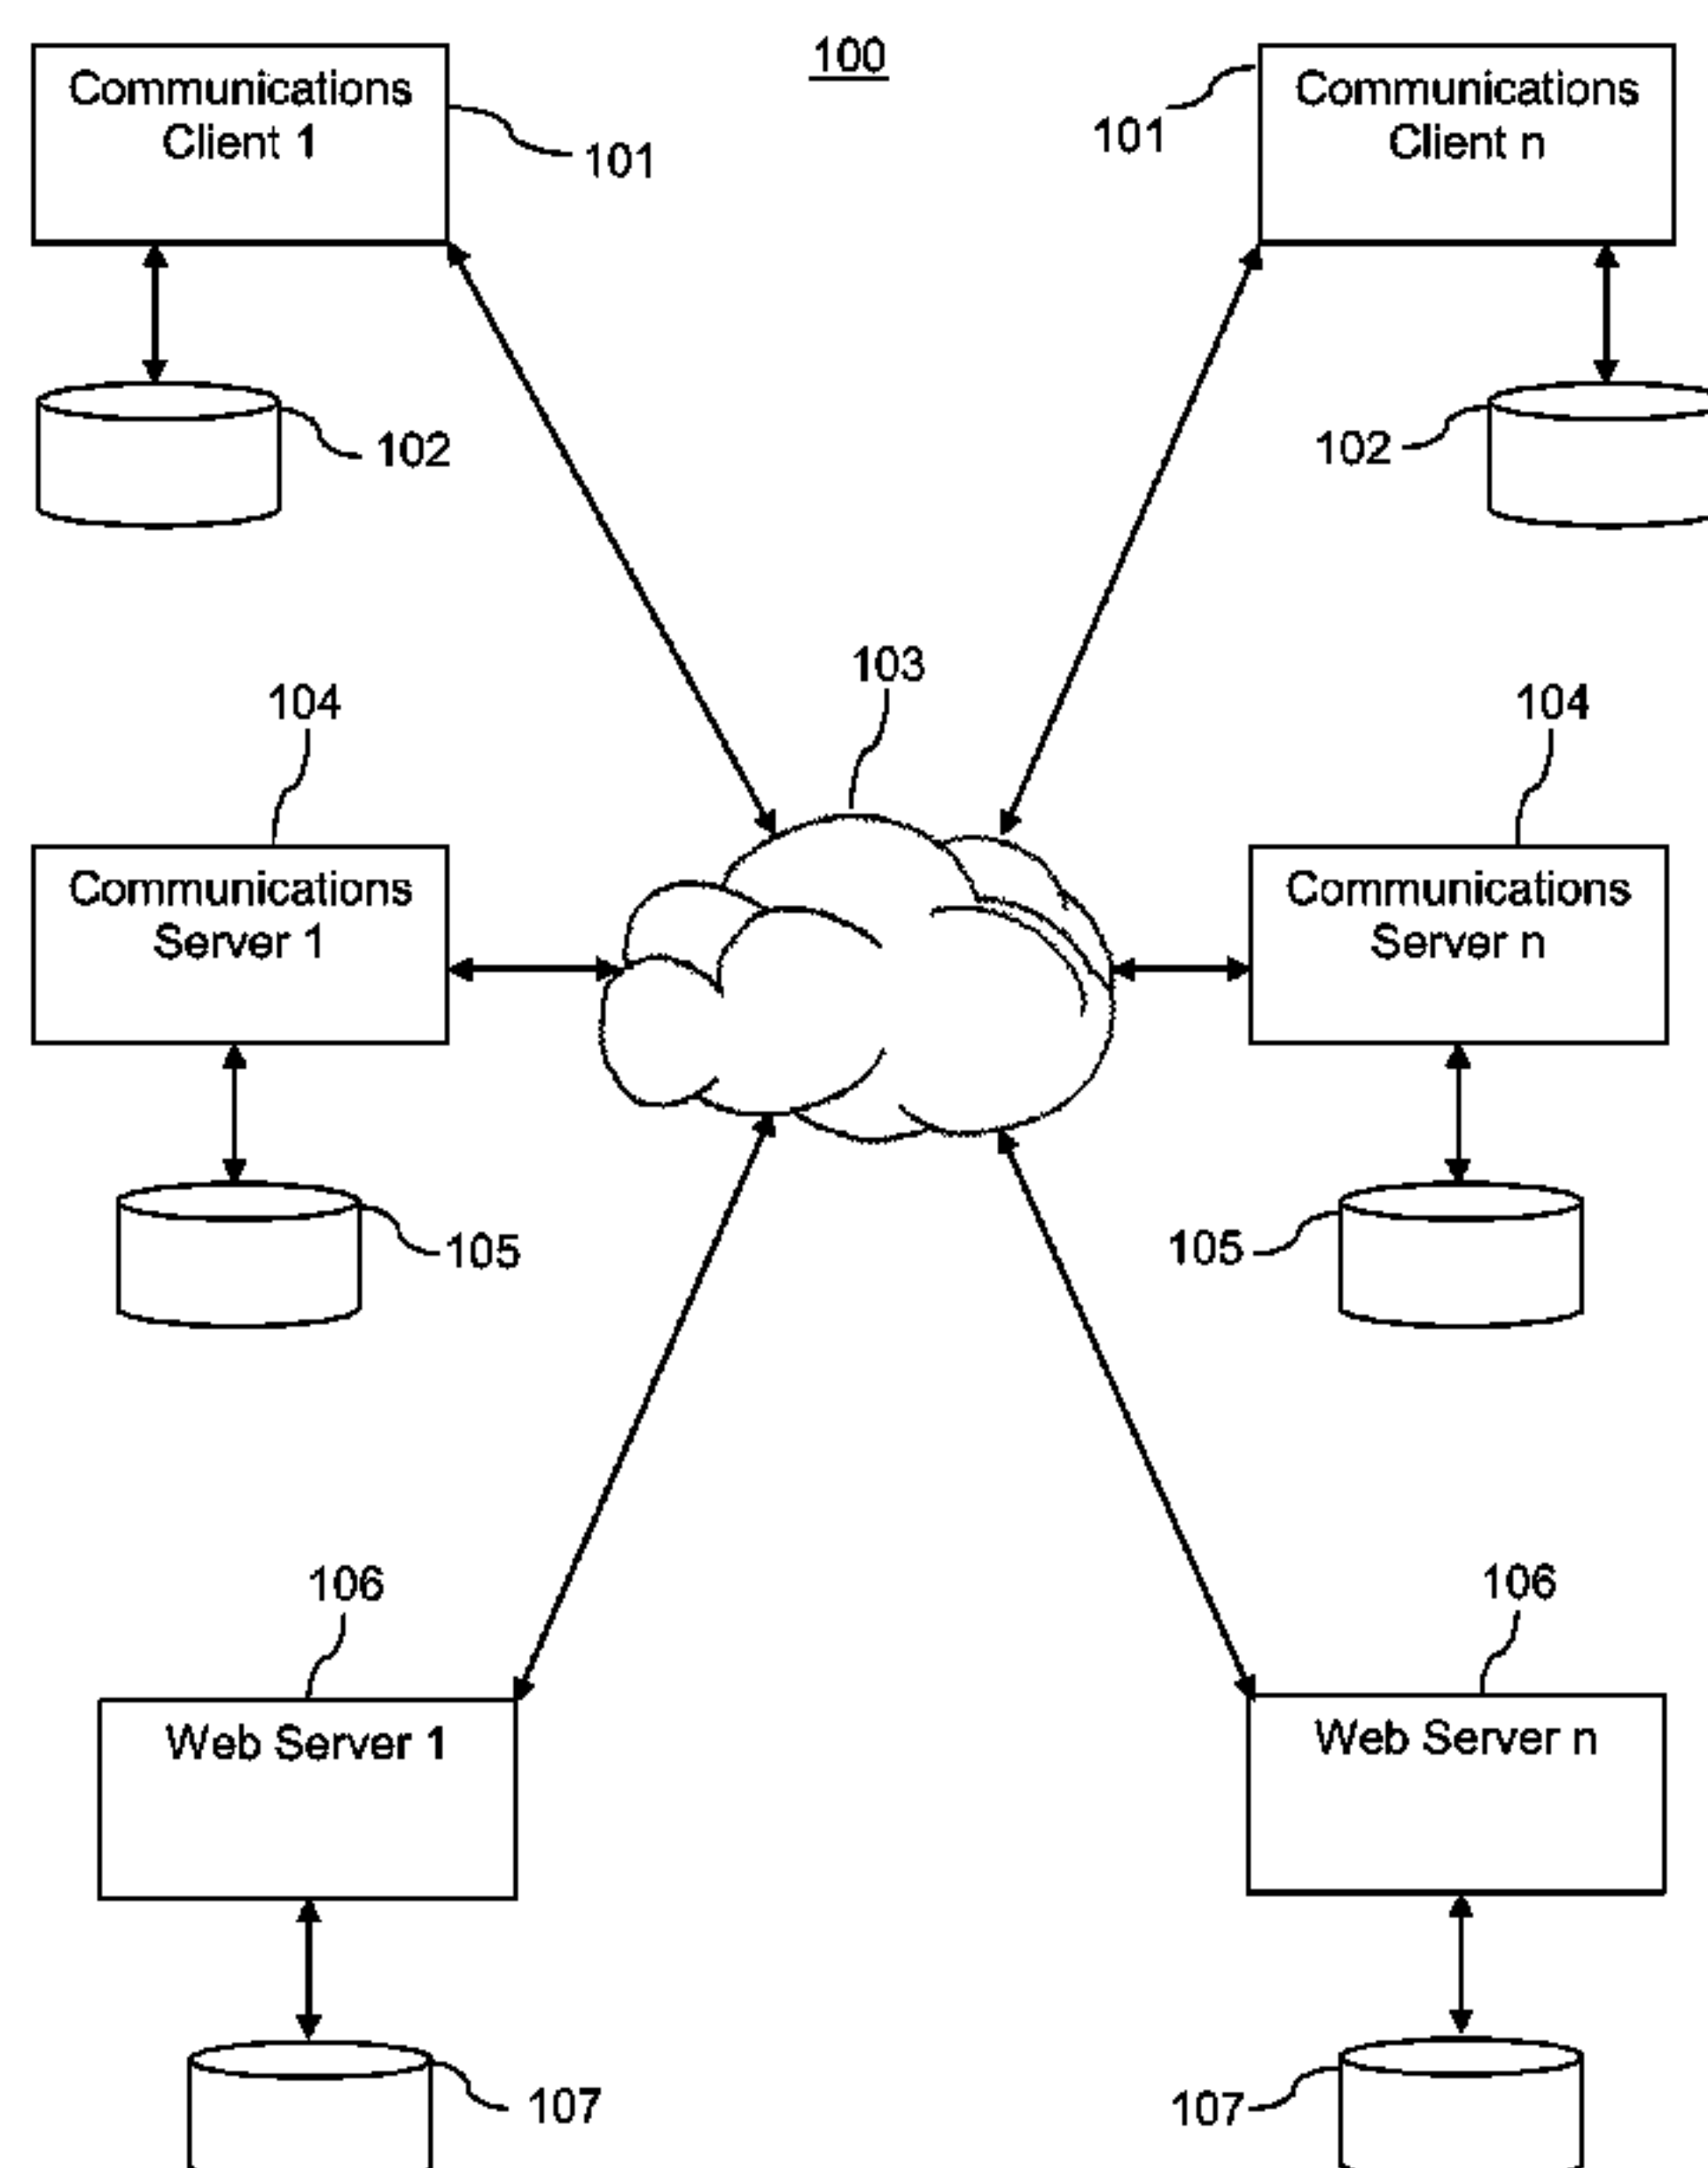 100
Communications
Client 1
101
101
Communications
Client n
102
102
103
104
104
Communications
Server 1
Communications
Server n
105
105
106
106
Web Server 1
Web Server n
107
107